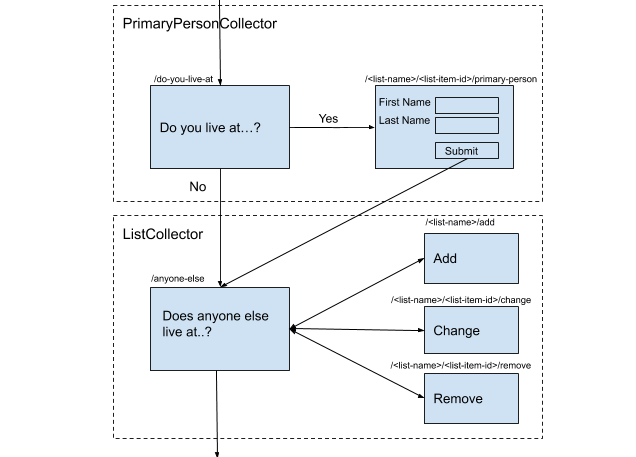 PrimaryPersonCollector
/do-you-live-at
/<list-name>/<list-item-id>/primary-person
Do you live at…?
Yes
First Name
Last Name
Submit
No
ListCollector
/<list-name>/add
Add
/anyone-else
Does anyone else
live at..?
/<list-name>/<list-item-id>/change
Change
/<list-name>/<list-item-id>/remove
Remove